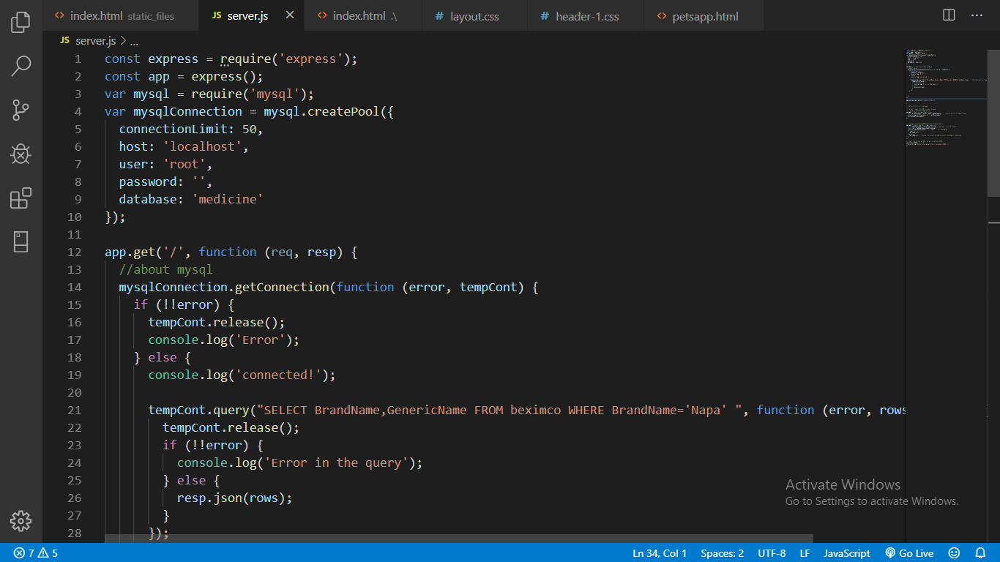 index.html static_files
JS server.js
index.html .\
# layout.css
# header-1.css
petsapp.html
JS server.js > ...
1 const express = require('express');
2 const app = express();
3 var mysql = require('mysql');
4 var mysqlConnection = mysql.createPool({
5 connectionLimit: 50,
6 host: 'localhost',
7 user: 'root',
8 password: '',
9 database: 'medicine'
10 });
11
12 app.get('/', function (req, resp) {
13 //about mysql
14 mysqlConnection.getConnection(function (error, tempCont) {
15 if (!!error) {
16 tempCont.release();
17 console.log('Error');
18 } else {
19 console.log('connected!');
20
21 tempCont.query("SELECT BrandName,GenericName FROM beximco WHERE BrandName='Napa' ", function (error, rows
22 tempCont.release();
23 if (!!error) {
24 console.log('Error in the query');
25 } else {
26 resp.json(rows);
27 }
28 });
Activate Windows
Go to Settings to activate Windows.
7 5
Ln 34, Col 1
Spaces: 2
UTF-8
LF
JavaScript
Go Live